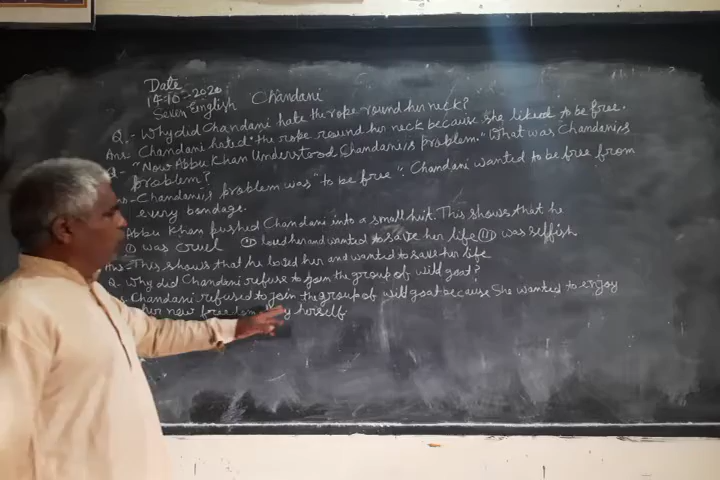 Date
14-10-2020
Seven English Chandani
Q.- Why did Chandani hate the rope round her neck?
Ans- Chandani hated "the rope round her neck because she liked to be free.
Q- "Now Abbu Khan Understood Chandani's problem." What was Chandani's
problem?
Chandani's problem was "to be free". Chandani wanted to be free from
every bondage.
Abbu Khan pushed Chandani into a small hut. This shows that he
(i) was cruel (ii) loved her and wanted to save her life (iii) was selfish
Ans- This shows that he loved her and wanted to save her life
Q. Why did Chandani refuse to join the group of wild goat?
Chandani refused to join the group of wild goat because She wanted to enjoy
her new freedom by herself.